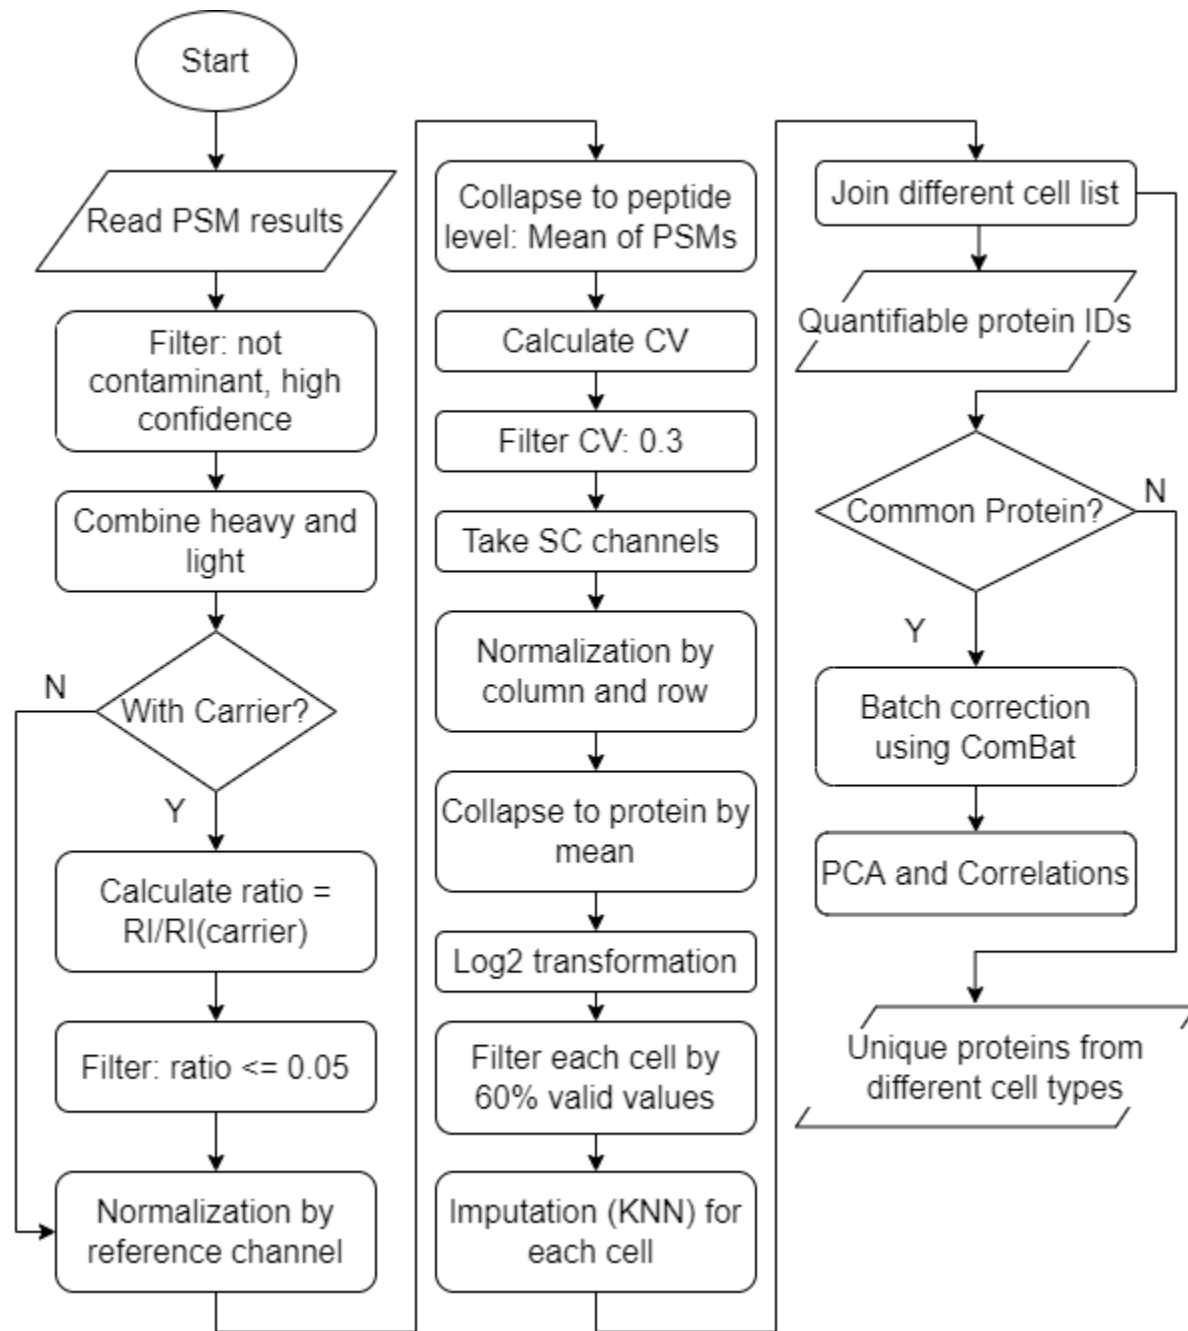 Start
Read PSM results
Filter: not
contaminant, high
confidence
Combine heavy and
light
With Carrier?
N
Y
Calculate ratio =
RI/RI(carrier)
Filter: ratio <= 0.05
Normalization by
reference channel
Collapse to peptide
level: Mean of PSMs
Calculate CV
Filter CV: 0.3
Take SC channels
Normalization by
column and row
Collapse to protein by
mean
Log2 transformation
Filter each cell by
60% valid values
Imputation (KNN) for
each cell
Join different cell list
Quantifiable protein IDs
Common Protein?
N
Y
Batch correction
using ComBat
PCA and Correlations
Unique proteins from
different cell types